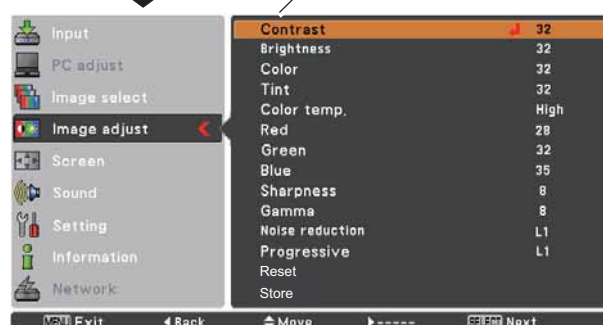 Input
PC adjust
Image select
Image adjust
Screen
Sound
Setting
Information
Network
Contrast 32
Brightness 32
Color 32
Tint 32
Color temp. High
Red 28
Green 32
Blue 35
Sharpness 8
Gamma 8
Noise reduction L1
Progressive L1
Reset
Store
MENU Exit ◀Back ♦Move ▶----- SELECT Next